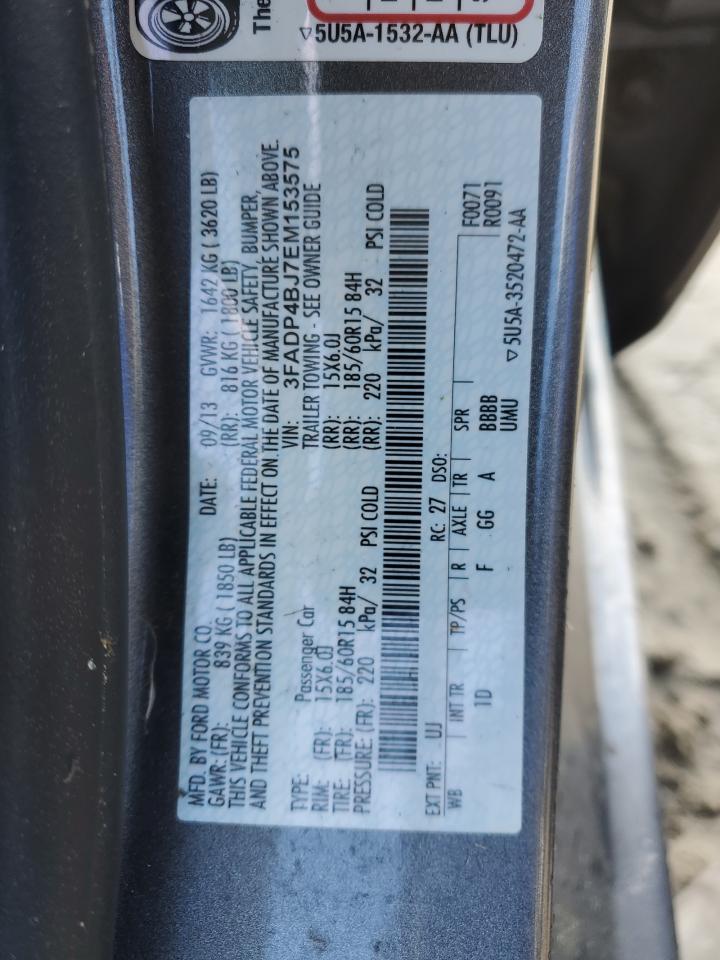 The
▽5U5A-1532-AA (TLU)
MFD. BY FORD MOTOR CO. DATE: 09/13 GVWR: 1642 KG ( 3620 LB)
GAWR: (FR): 839 KG ( 1850 LB) (RR): 816 KG ( 1800 LB)
THIS VEHICLE CONFORMS TO ALL APPLICABLE FEDERAL MOTOR VEHICLE SAFETY, BUMPER,
AND THEFT PREVENTION STANDARDS IN EFFECT ON THE DATE OF MANUFACTURE SHOWN ABOVE.
VIN: 3FADP4BJ7EM153575
TYPE: Passenger Car TRAILER TOWING - SEE OWNER GUIDE
RIM: (FR): 15X6.0J (RR): 15X6.0J
TIRE: (FR): 185/60R15 84H (RR): 185/60R15 84H
PRESSURE: (FR): 220 kPa/ 32 PSI COLD (RR): 220 kPa/ 32 PSI COLD
EXT PNT: UJ RC: 27 DSO: F0071
WB INT TR TP/PS R AXLE TR SPR R0091
1D F GG A BBBB
UMU
▽5U5A-3520472-AA